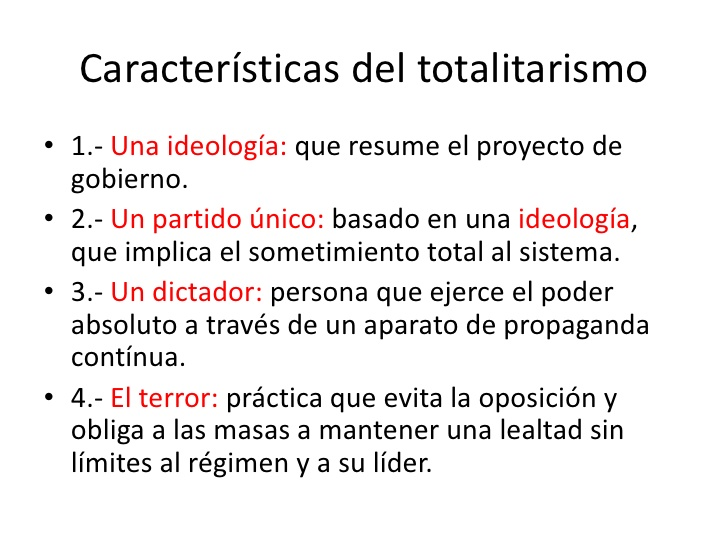 Características del totalitarismo
• 1.- Una ideología: que resume el proyecto de
gobierno.
• 2.- Un partido único: basado en una ideología,
que implica el sometimiento total al sistema.
• 3.- Un dictador: persona que ejerce el poder
absoluto a través de un aparato de propaganda
contínua.
• 4.- El terror: práctica que evita la oposición y
obliga a las masas a mantener una lealtad sin
límites al régimen y a su líder.